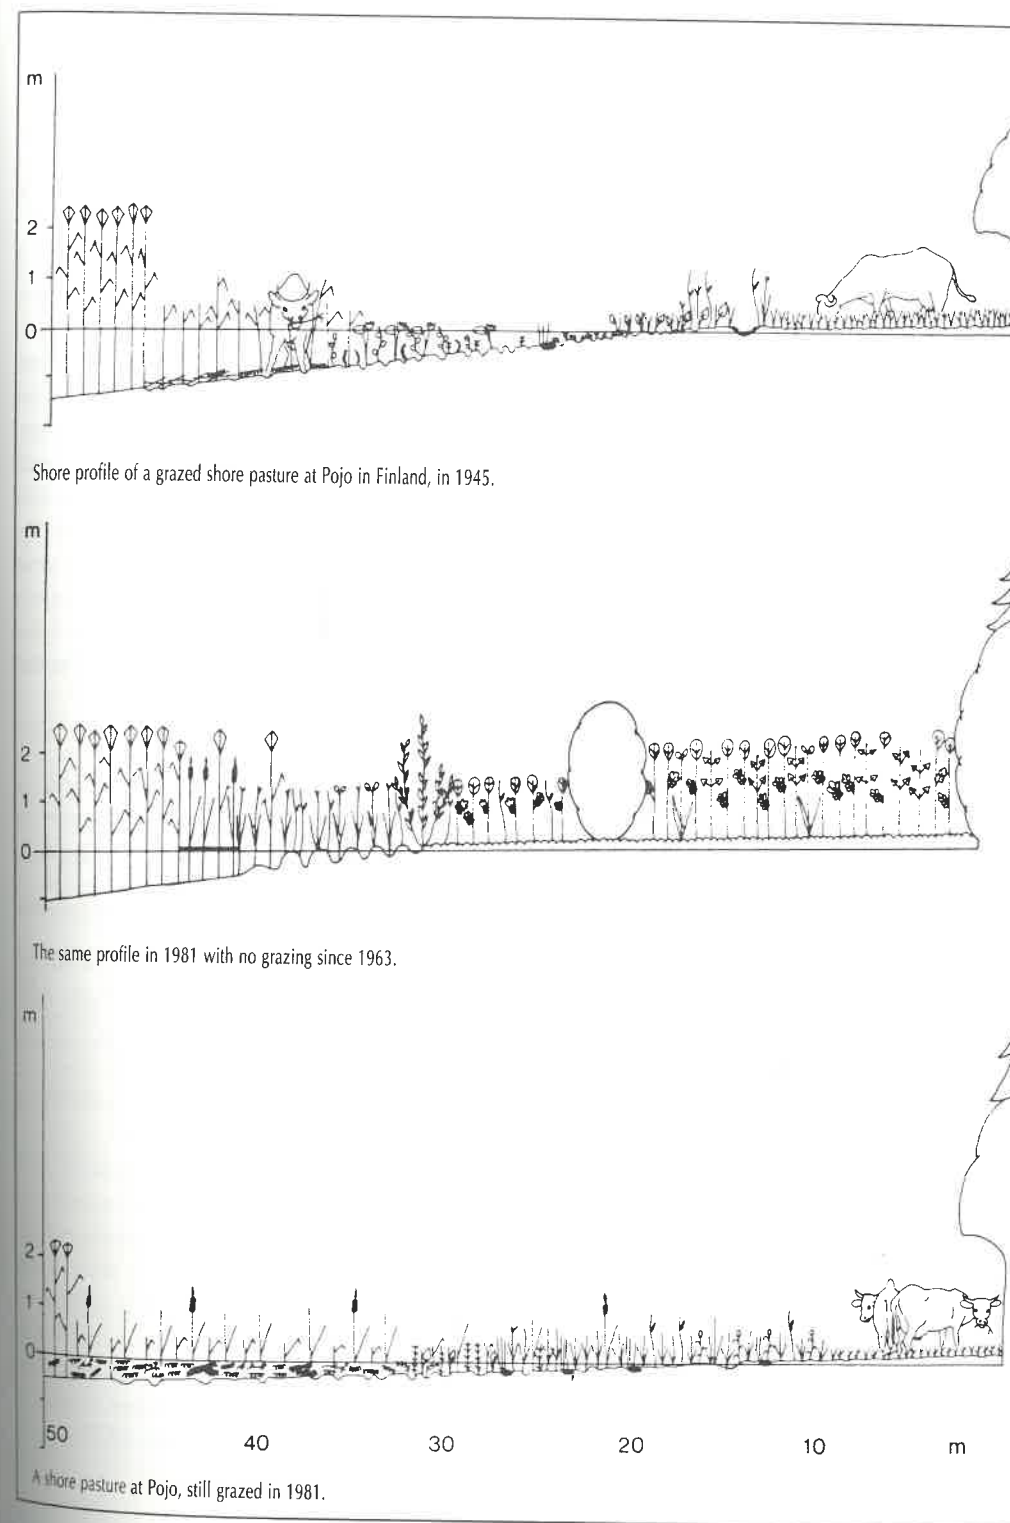 m
2
1
0
Shore profile of a grazed shore pasture at Pojo in Finland, in 1945.
m
2
1
0
The same profile in 1981 with no grazing since 1963.
m
2
1
0
50 40 30 20 10 m
A shore pasture at Pojo, still grazed in 1981.